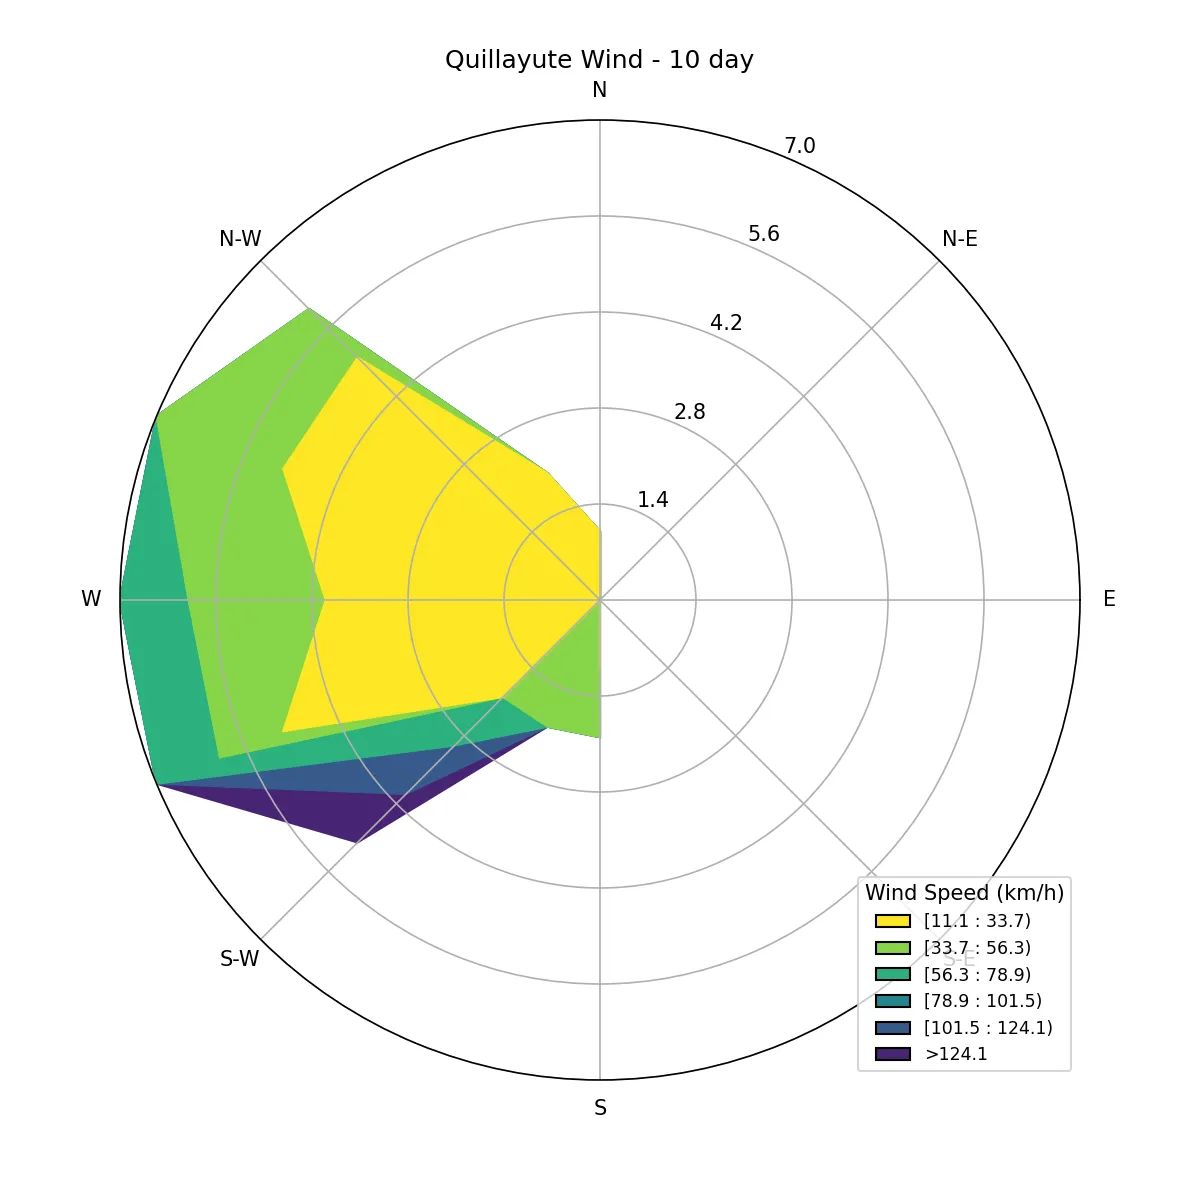 Quillayute Wind - 10 day
N
7.0
N-W
5.6
N-E
4.2
2.8
1.4
W
E
S-W
S-E
Wind Speed (km/h)
[11.1 : 33.7)
[33.7 : 56.3)
[56.3 : 78.9)
[78.9 : 101.5)
[101.5 : 124.1)
>124.1
S